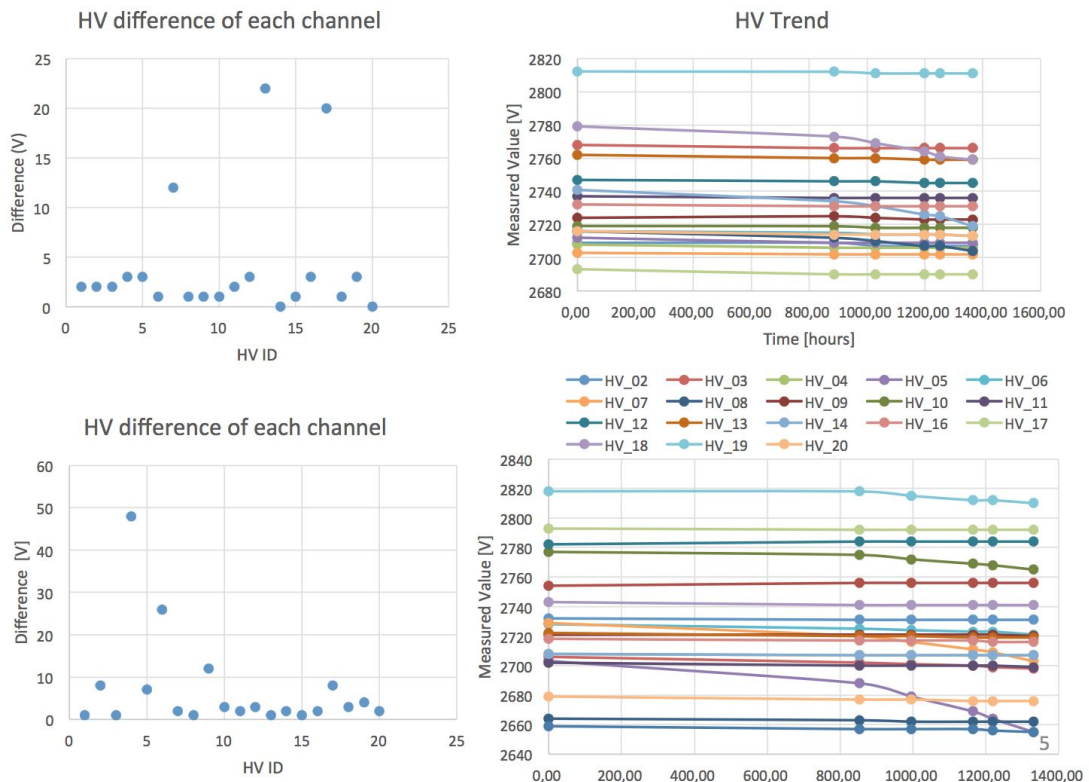 HV difference of each channel
25
20
15
10
5
0
Difference (V)
0 5 10 15 20 25
HV ID
HV Trend
2820
2800
2780
2760
2740
2720
2700
2680
Measured Value [V]
0,00 200,00 400,00 600,00 800,00 1000,00 1200,00 1400,00 1600,00
Time [hours]
HV_02 HV_03 HV_04 HV_05 HV_06
HV_07 HV_08 HV_09 HV_10 HV_11
HV_12 HV_13 HV_14 HV_16 HV_17
HV_18 HV_19 HV_20
HV difference of each channel
60
50
40
30
20
10
0
Difference [V]
0 5 10 15 20 25
HV ID
2840
2820
2800
2780
2760
2740
2720
2700
2680
2660
2640
Measured Value [V]
0,00 200,00 400,00 600,00 800,00 1000,00 1200,00 1400,00
5